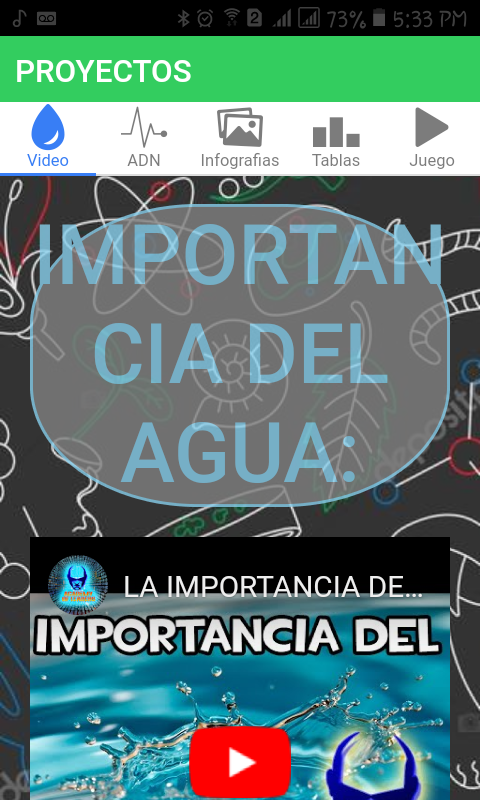 2
73%
5:33 PM
PROYECTOS
Video
ADN
Infografias
Tablas
Juego
IMPORTAN
CIA DEL
AGUA:
LA IMPORTANCIA DE…
IMPORTANCIA DEL